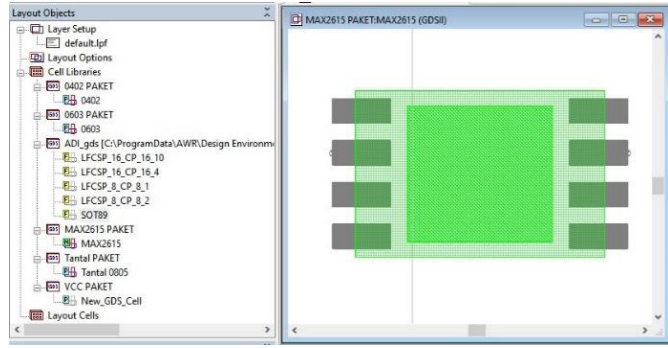 Layout Objects
Layer Setup
default.lpf
Layout Options
Cell Libraries
0402 PAKET
0402
0603 PAKET
0603
ADI_gds [C:\ProgramData\AWR\Design Environme
LFCSP_16_CP_16_10
LFCSP_16_CP_16_4
LFCSP_8_CP_8_1
LFCSP_8_CP_8_2
SOT89
MAX2615 PAKET
MAX2615
Tantal PAKET
Tantal 0805
VCC PAKET
New_GDS_Cell
Layout Cells
MAX2615 PAKET:MAX2615 (GDSII)